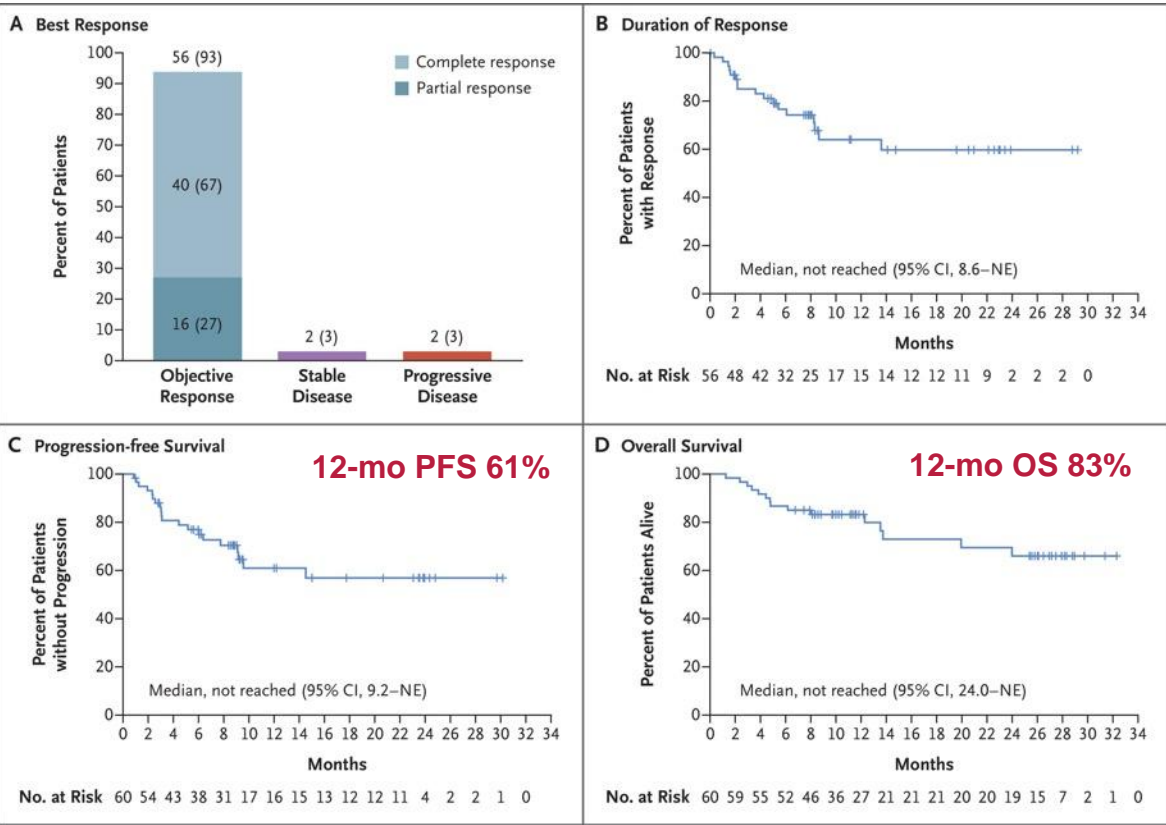 A Best Response
100
90
80
70
60
50
40
30
20
10
0
Percent of Patients
56 (93)
40 (67)
16 (27)
2 (3)
2 (3)
Complete response
Partial response
Objective
Response
Stable
Disease
Progressive
Disease
B Duration of Response
100
80
60
40
20
0
Percent of Patients
with Response
Median, not reached (95% CI, 8.6–NE)
0 2 4 6 8 10 12 14 16 18 20 22 24 26 28 30 32 34
Months
No. at Risk 56 48 42 32 25 17 15 14 12 12 11 9 2 2 2 0
C Progression-free Survival
12-mo PFS 61%
100
80
60
40
20
0
Percent of Patients
without Progression
Median, not reached (95% CI, 9.2–NE)
0 2 4 6 8 10 12 14 16 18 20 22 24 26 28 30 32 34
Months
No. at Risk 60 54 43 38 31 17 16 15 13 12 12 11 4 2 2 1 0
D Overall Survival
12-mo OS 83%
100
80
60
40
20
0
Percent of Patients Alive
Median, not reached (95% CI, 24.0–NE)
0 2 4 6 8 10 12 14 16 18 20 22 24 26 28 30 32 34
Months
No. at Risk 60 59 55 52 46 36 27 21 21 21 20 20 19 15 7 2 1 0